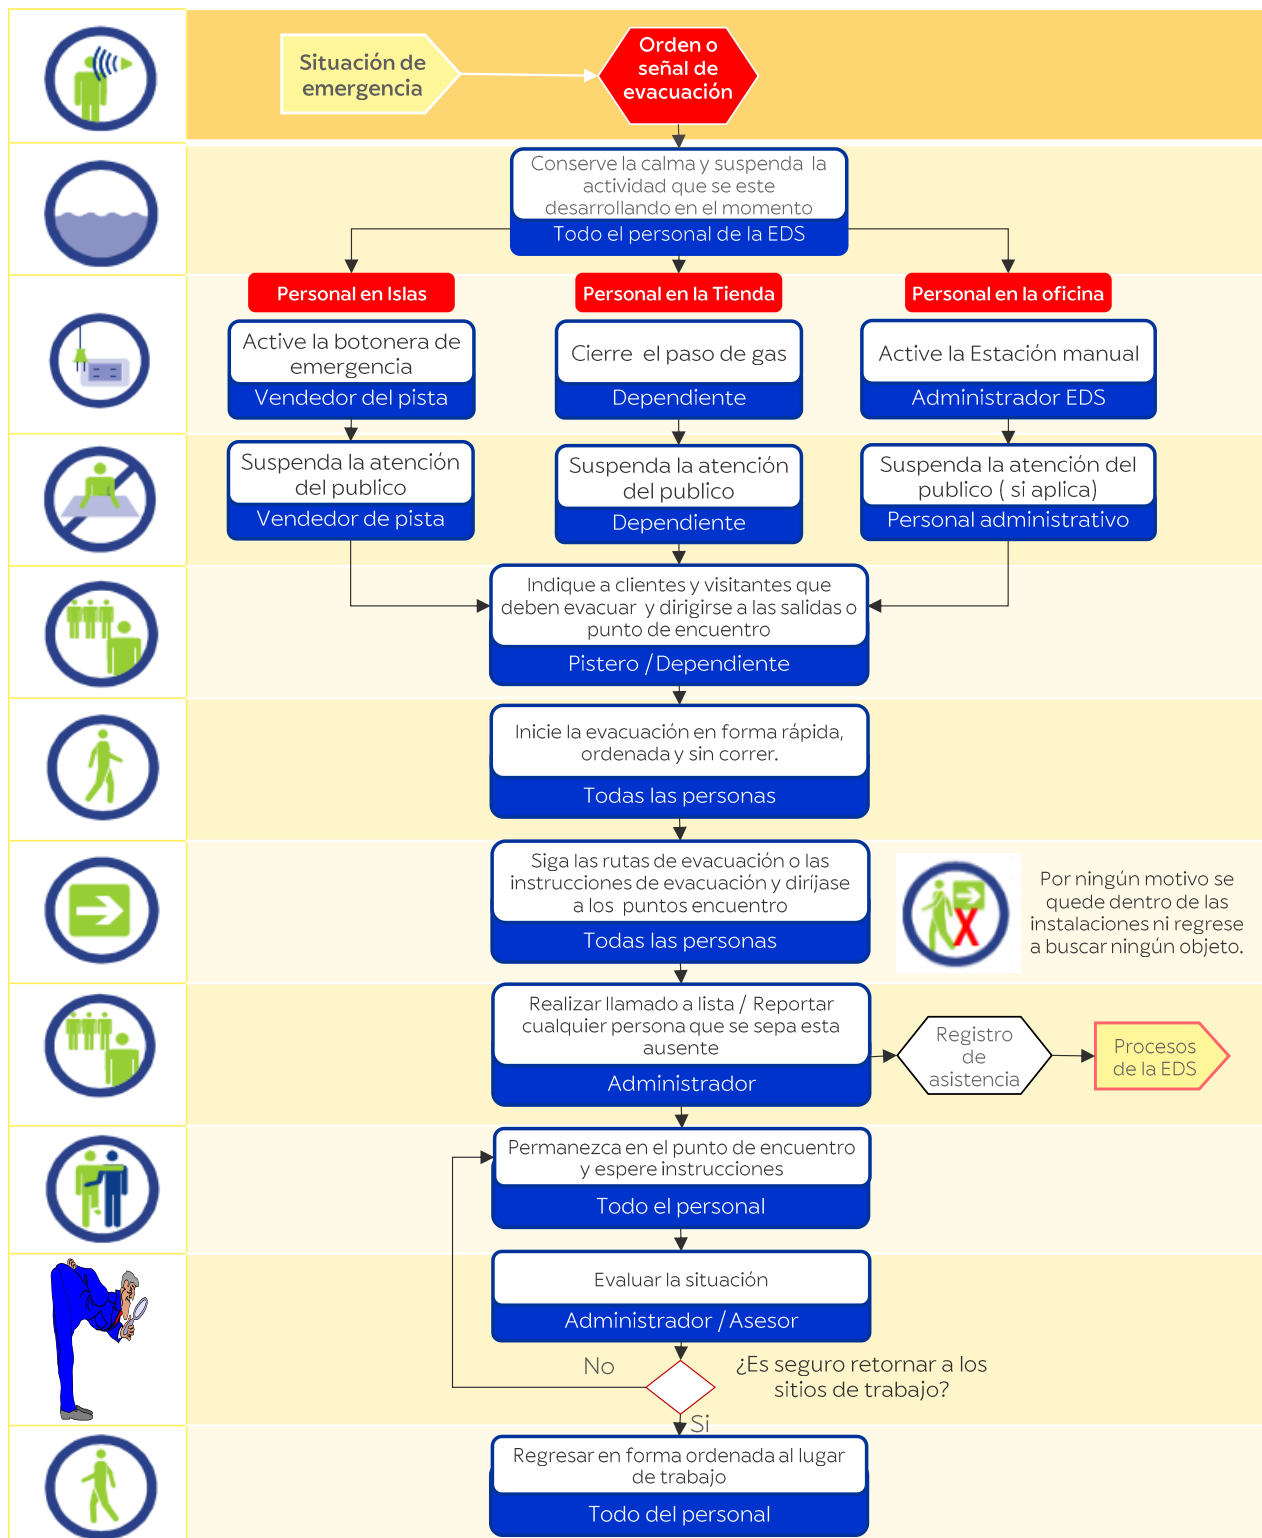 Situación de
emergencia
Orden o
señal de
evacuación
Conserve la calma y suspenda la
actividad que se este
desarrollando en el momento
Todo el personal de la EDS
Personal en Islas
Personal en la Tienda
Personal en la oficina
Active la botonera de
emergencia
Vendedor del pista
Cierre el paso de gas
Dependiente
Active la Estación manual
Administrador EDS
Suspenda la atención
del publico
Vendedor de pista
Suspenda la atención
del publico
Dependiente
Suspenda la atención del
publico ( si aplica)
Personal administrativo
Indique a clientes y visitantes que
deben evacuar y dirigirse a las salidas o
punto de encuentro
Pistero /Dependiente
Inicie la evacuación en forma rápida,
ordenada y sin correr.
Todas las personas
Siga las rutas de evacuación o las
instrucciones de evacuación y diríjase
a los puntos encuentro
Todas las personas
X
Por ningún motivo se
quede dentro de las
instalaciones ni regrese
a buscar ningún objeto.
Realizar llamado a lista / Reportar
cualquier persona que se sepa esta
ausente
Administrador
Registro
de
asistencia
Procesos
de la EDS
Permanezca en el punto de encuentro
y espere instrucciones
Todo el personal
Evaluar la situación
Administrador /Asesor
No
¿Es seguro retornar a los
sitios de trabajo?
Si
Regresar en forma ordenada al lugar
de trabajo
Todo del personal